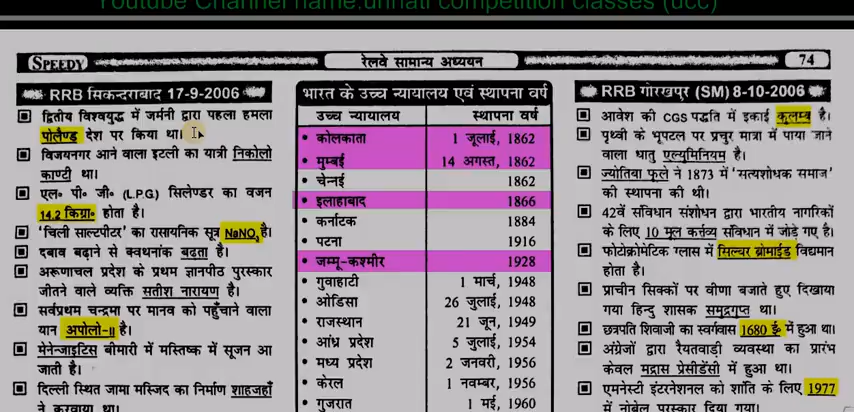 Youtube Channel name:unnati competition classes (ucc)
SPEEDY
रेलवे सामान्य अध्ययन
74
RRB सिकन्दराबाद 17-9-2006
द्वितीय विश्वयुद्ध में जर्मनी द्वारा पहला हमला
पोलैण्ड देश पर किया था।
विजयनगर आने वाला इटली का यात्री निकोलो
काण्टी था।
एल० पी० जी० (L.P.G) सिलेण्डर का वजन
14.2 किग्रा० होता है।
'चिली साल्टपीटर' का रासायनिक सूत्र NaNO3 है।
दबाव बढ़ाने से क्वथनांक बढ़ता है।
अरूणाचल प्रदेश के प्रथम ज्ञानपीठ पुरस्कार
जीतने वाले व्यक्ति सतीश नारायण हैं।
सर्वप्रथम चन्द्रमा पर मानव को पहुँचाने वाला
यान अपोलो-II है।
मेनेन्जाइटिस बीमारी में मस्तिष्क में सूजन आ
जाती है।
दिल्ली स्थित जामा मस्जिद का निर्माण शाहजहाँ
ने करवाया था।
भारत के उच्च न्यायालय एवं स्थापना वर्ष
उच्च न्यायालय स्थापना वर्ष
• कोलकाता 1 जूलाई, 1862
• मुम्बई 14 अगस्त, 1862
• चेन्नई 1862
• इलाहाबाद 1866
• कर्नाटक 1884
• पटना 1916
• जम्मू-कश्मीर 1928
• गुवाहाटी 1 मार्च, 1948
• ओडिसा 26 जुलाई, 1948
• राजस्थान 21 जून, 1949
• आंध्र प्रदेश 5 जुलाई, 1954
• मध्य प्रदेश 2 जनवरी, 1956
• केरल 1 नवम्बर, 1956
• गुजरात 1 मई, 1960
RRB गोरखपुर (SM) 8-10-2006
आवेश की CGS पद्धति में इकाई कूलम्ब है।
पृथ्वी के भूपटल पर प्रचुर मात्रा में पाया जाने
वाला धातु एल्युमिनियम है।
ज्योतिया फूले ने 1873 में 'सत्यशोधक समाज'
की स्थापना की थी।
42वें संविधान संशोधन द्वारा भारतीय नागरिकों
के लिए 10 मूल कर्त्तव्य संविधान में जोड़े गए है।
फोटोक्रोमेटिक ग्लास में सिल्वर ब्रोमाईड विद्यमान
होता है।
प्राचीन सिक्कों पर वीणा बजाते हुए दिखाया
गया हिन्दु शासक समुद्रगुप्त था।
छत्रपति शिवाजी का स्वर्गवास 1680 ई० में हुआ था।
अंग्रेजों द्वारा रैयतवाड़ी व्यवस्था का प्रारंभ
केवल मद्रास प्रेसीडेंसी में हुआ था।
एमनेस्टी इंटरनेशनल को शांति के लिए 1977
में नोबेल पुरस्कार दिया गया।